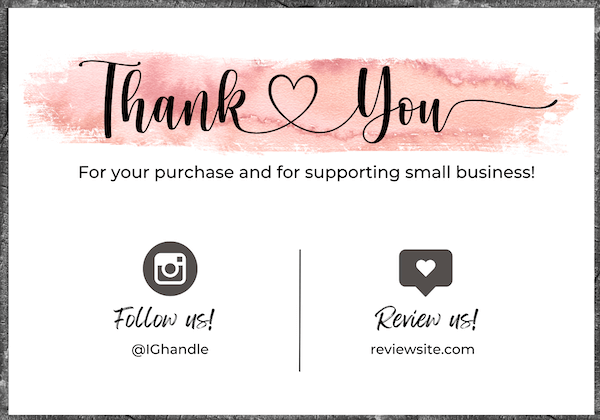 Thank You
For your purchase and for supporting small business!
Follow us!
@IGhandle
Review us!
reviewsite.com